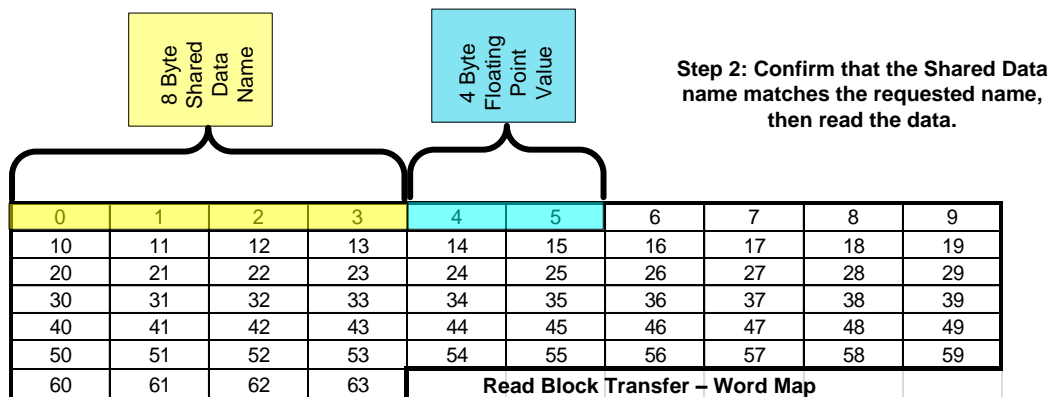 8 Byte
Shared
Data
Name
4 Byte
Floating
Point
Value
Step 2: Confirm that the Shared Data
name matches the requested name,
then read the data.
0 1 2 3 4 5 6 7 8 9
10 11 12 13 14 15 16 17 18 19
20 21 22 23 24 25 26 27 28 29
30 31 32 33 34 35 36 37 38 39
40 41 42 43 44 45 46 47 48 49
50 51 52 53 54 55 56 57 58 59
60 61 62 63 Read Block Transfer – Word Map